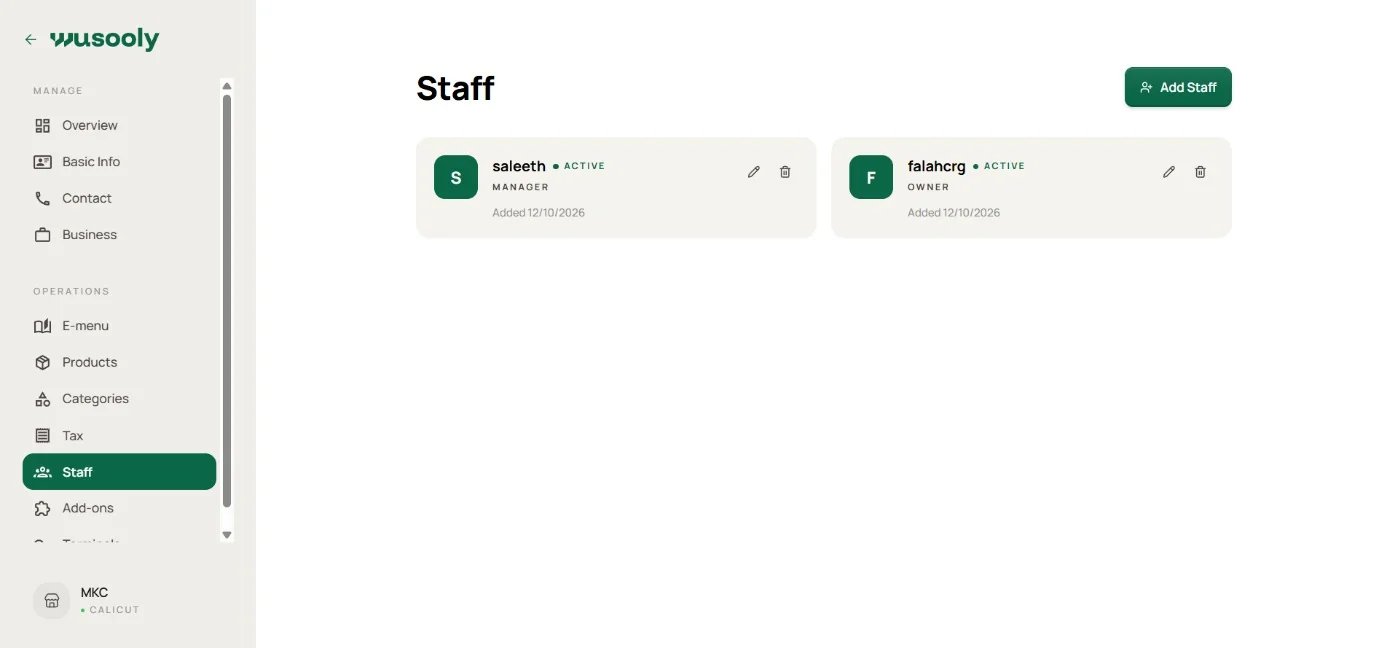 wusooly
MANAGE
Overview
Basic Info
Contact
Business
OPERATIONS
E-menu
Products
Categories
Tax
Staff
Add-ons
MKC
CALICUT
Staff
Add Staff
S
saleeth ACTIVE
MANAGER
Added 12/10/2026
F
falahcrg ACTIVE
OWNER
Added 12/10/2026